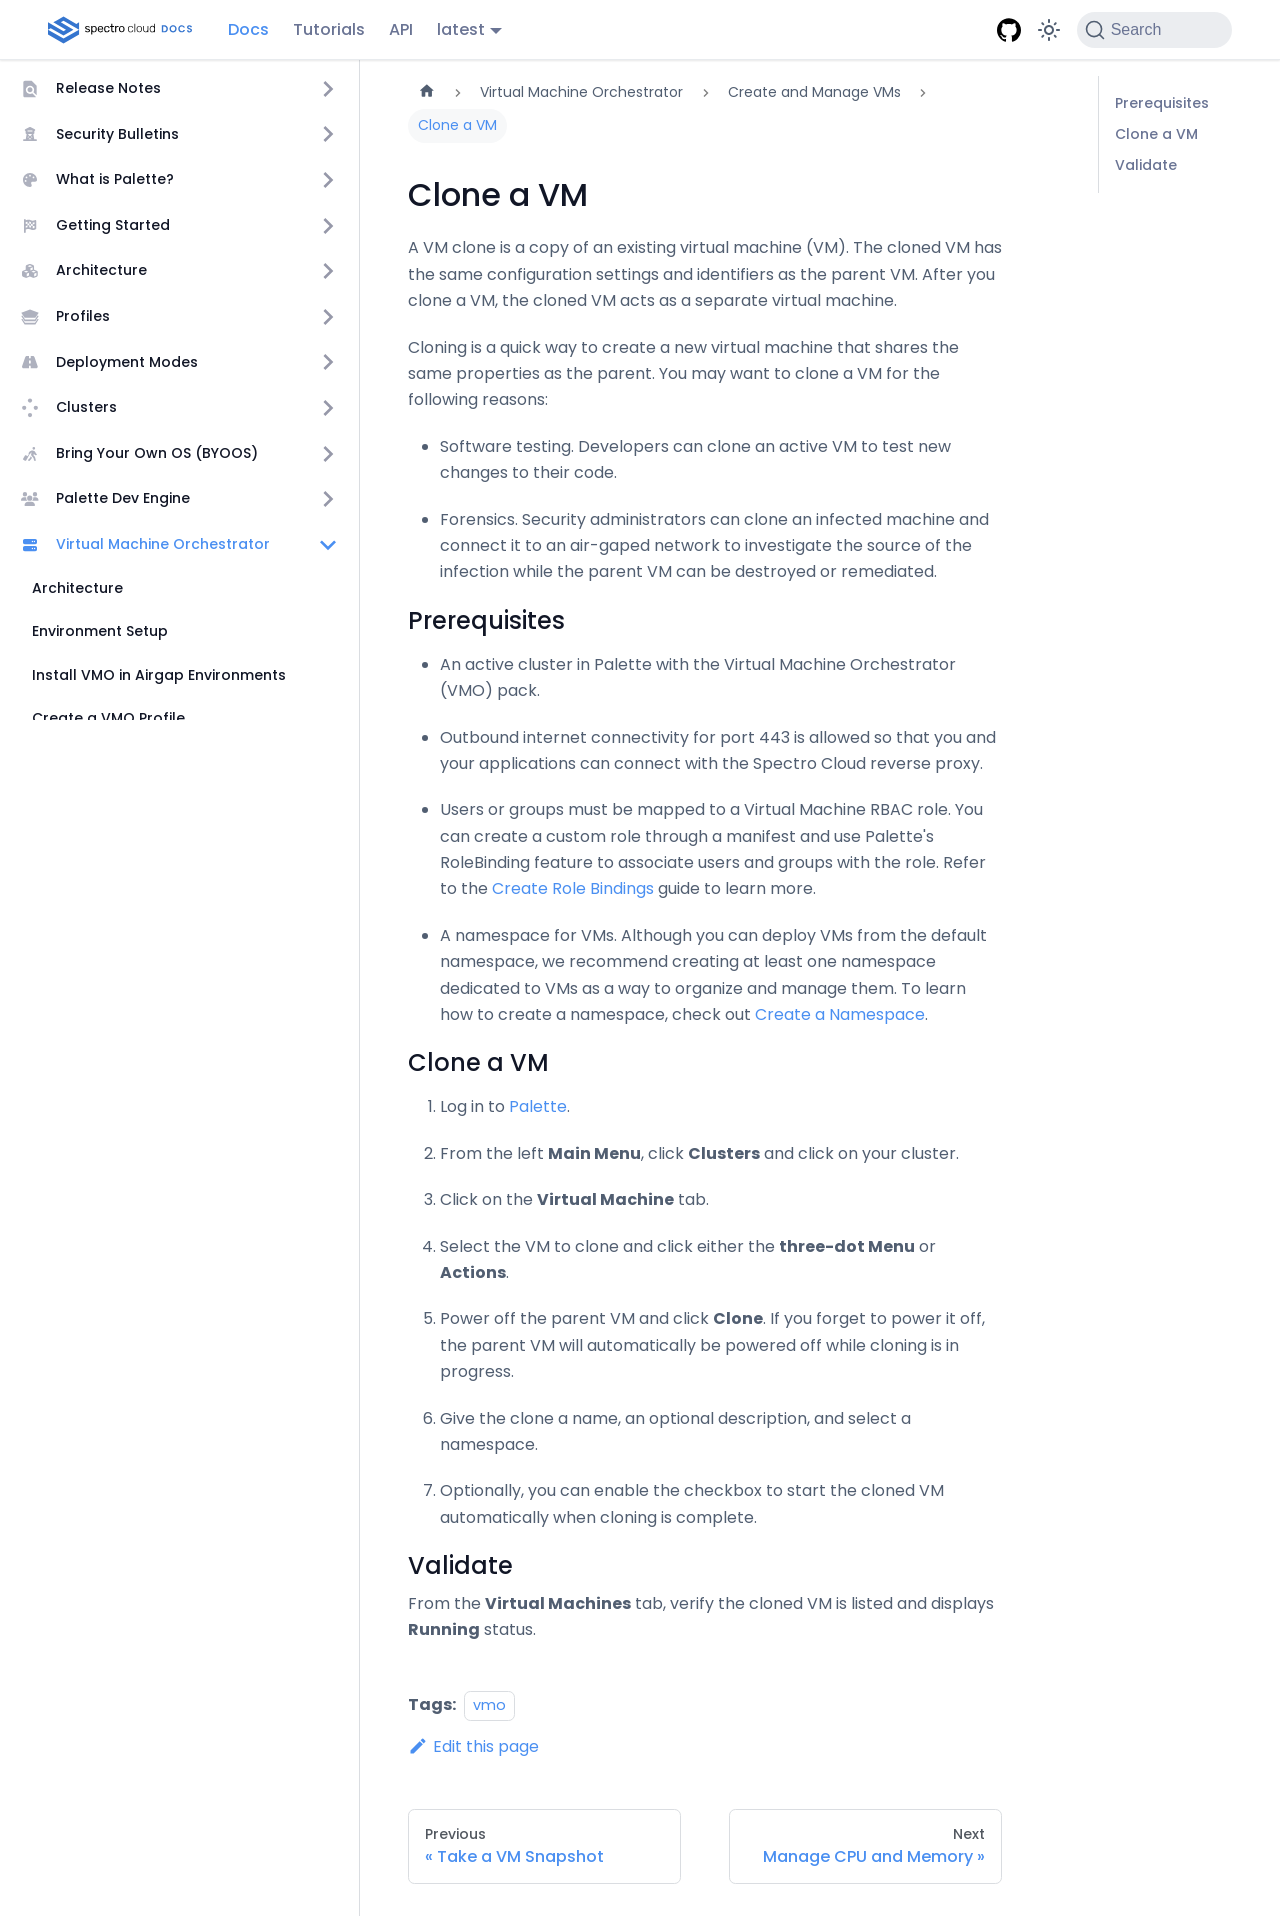 spectro cloud DOCS
Docs
Tutorials
API
latest
Search
Release Notes
Security Bulletins
What is Palette?
Getting Started
Architecture
Profiles
Deployment Modes
Clusters
Bring Your Own OS (BYOOS)
Palette Dev Engine
Virtual Machine Orchestrator
Architecture
Environment Setup
Install VMO in Airgap Environments
Create a VMO Profile
Virtual Machine Orchestrator
Create and Manage VMs
Clone a VM
Clone a VM
A VM clone is a copy of an existing virtual machine (VM). The cloned VM has
the same configuration settings and identifiers as the parent VM. After you
clone a VM, the cloned VM acts as a separate virtual machine.
Cloning is a quick way to create a new virtual machine that shares the
same properties as the parent. You may want to clone a VM for the
following reasons:
• Software testing. Developers can clone an active VM to test new
changes to their code.
• Forensics. Security administrators can clone an infected machine and
connect it to an air-gaped network to investigate the source of the
infection while the parent VM can be destroyed or remediated.
Prerequisites
• An active cluster in Palette with the Virtual Machine Orchestrator
(VMO) pack.
• Outbound internet connectivity for port 443 is allowed so that you and
your applications can connect with the Spectro Cloud reverse proxy.
• Users or groups must be mapped to a Virtual Machine RBAC role. You
can create a custom role through a manifest and use Palette's
RoleBinding feature to associate users and groups with the role. Refer
to the Create Role Bindings guide to learn more.
• A namespace for VMs. Although you can deploy VMs from the default
namespace, we recommend creating at least one namespace
dedicated to VMs as a way to organize and manage them. To learn
how to create a namespace, check out Create a Namespace.
Clone a VM
1. Log in to Palette.
2. From the left Main Menu, click Clusters and click on your cluster.
3. Click on the Virtual Machine tab.
4. Select the VM to clone and click either the three-dot Menu or
Actions.
5. Power off the parent VM and click Clone. If you forget to power it off,
the parent VM will automatically be powered off while cloning is in
progress.
6. Give the clone a name, an optional description, and select a
namespace.
7. Optionally, you can enable the checkbox to start the cloned VM
automatically when cloning is complete.
Validate
From the Virtual Machines tab, verify the cloned VM is listed and displays
Running status.
Tags: vmo
Edit this page
Previous
« Take a VM Snapshot
Next
Manage CPU and Memory »
Prerequisites
Clone a VM
Validate